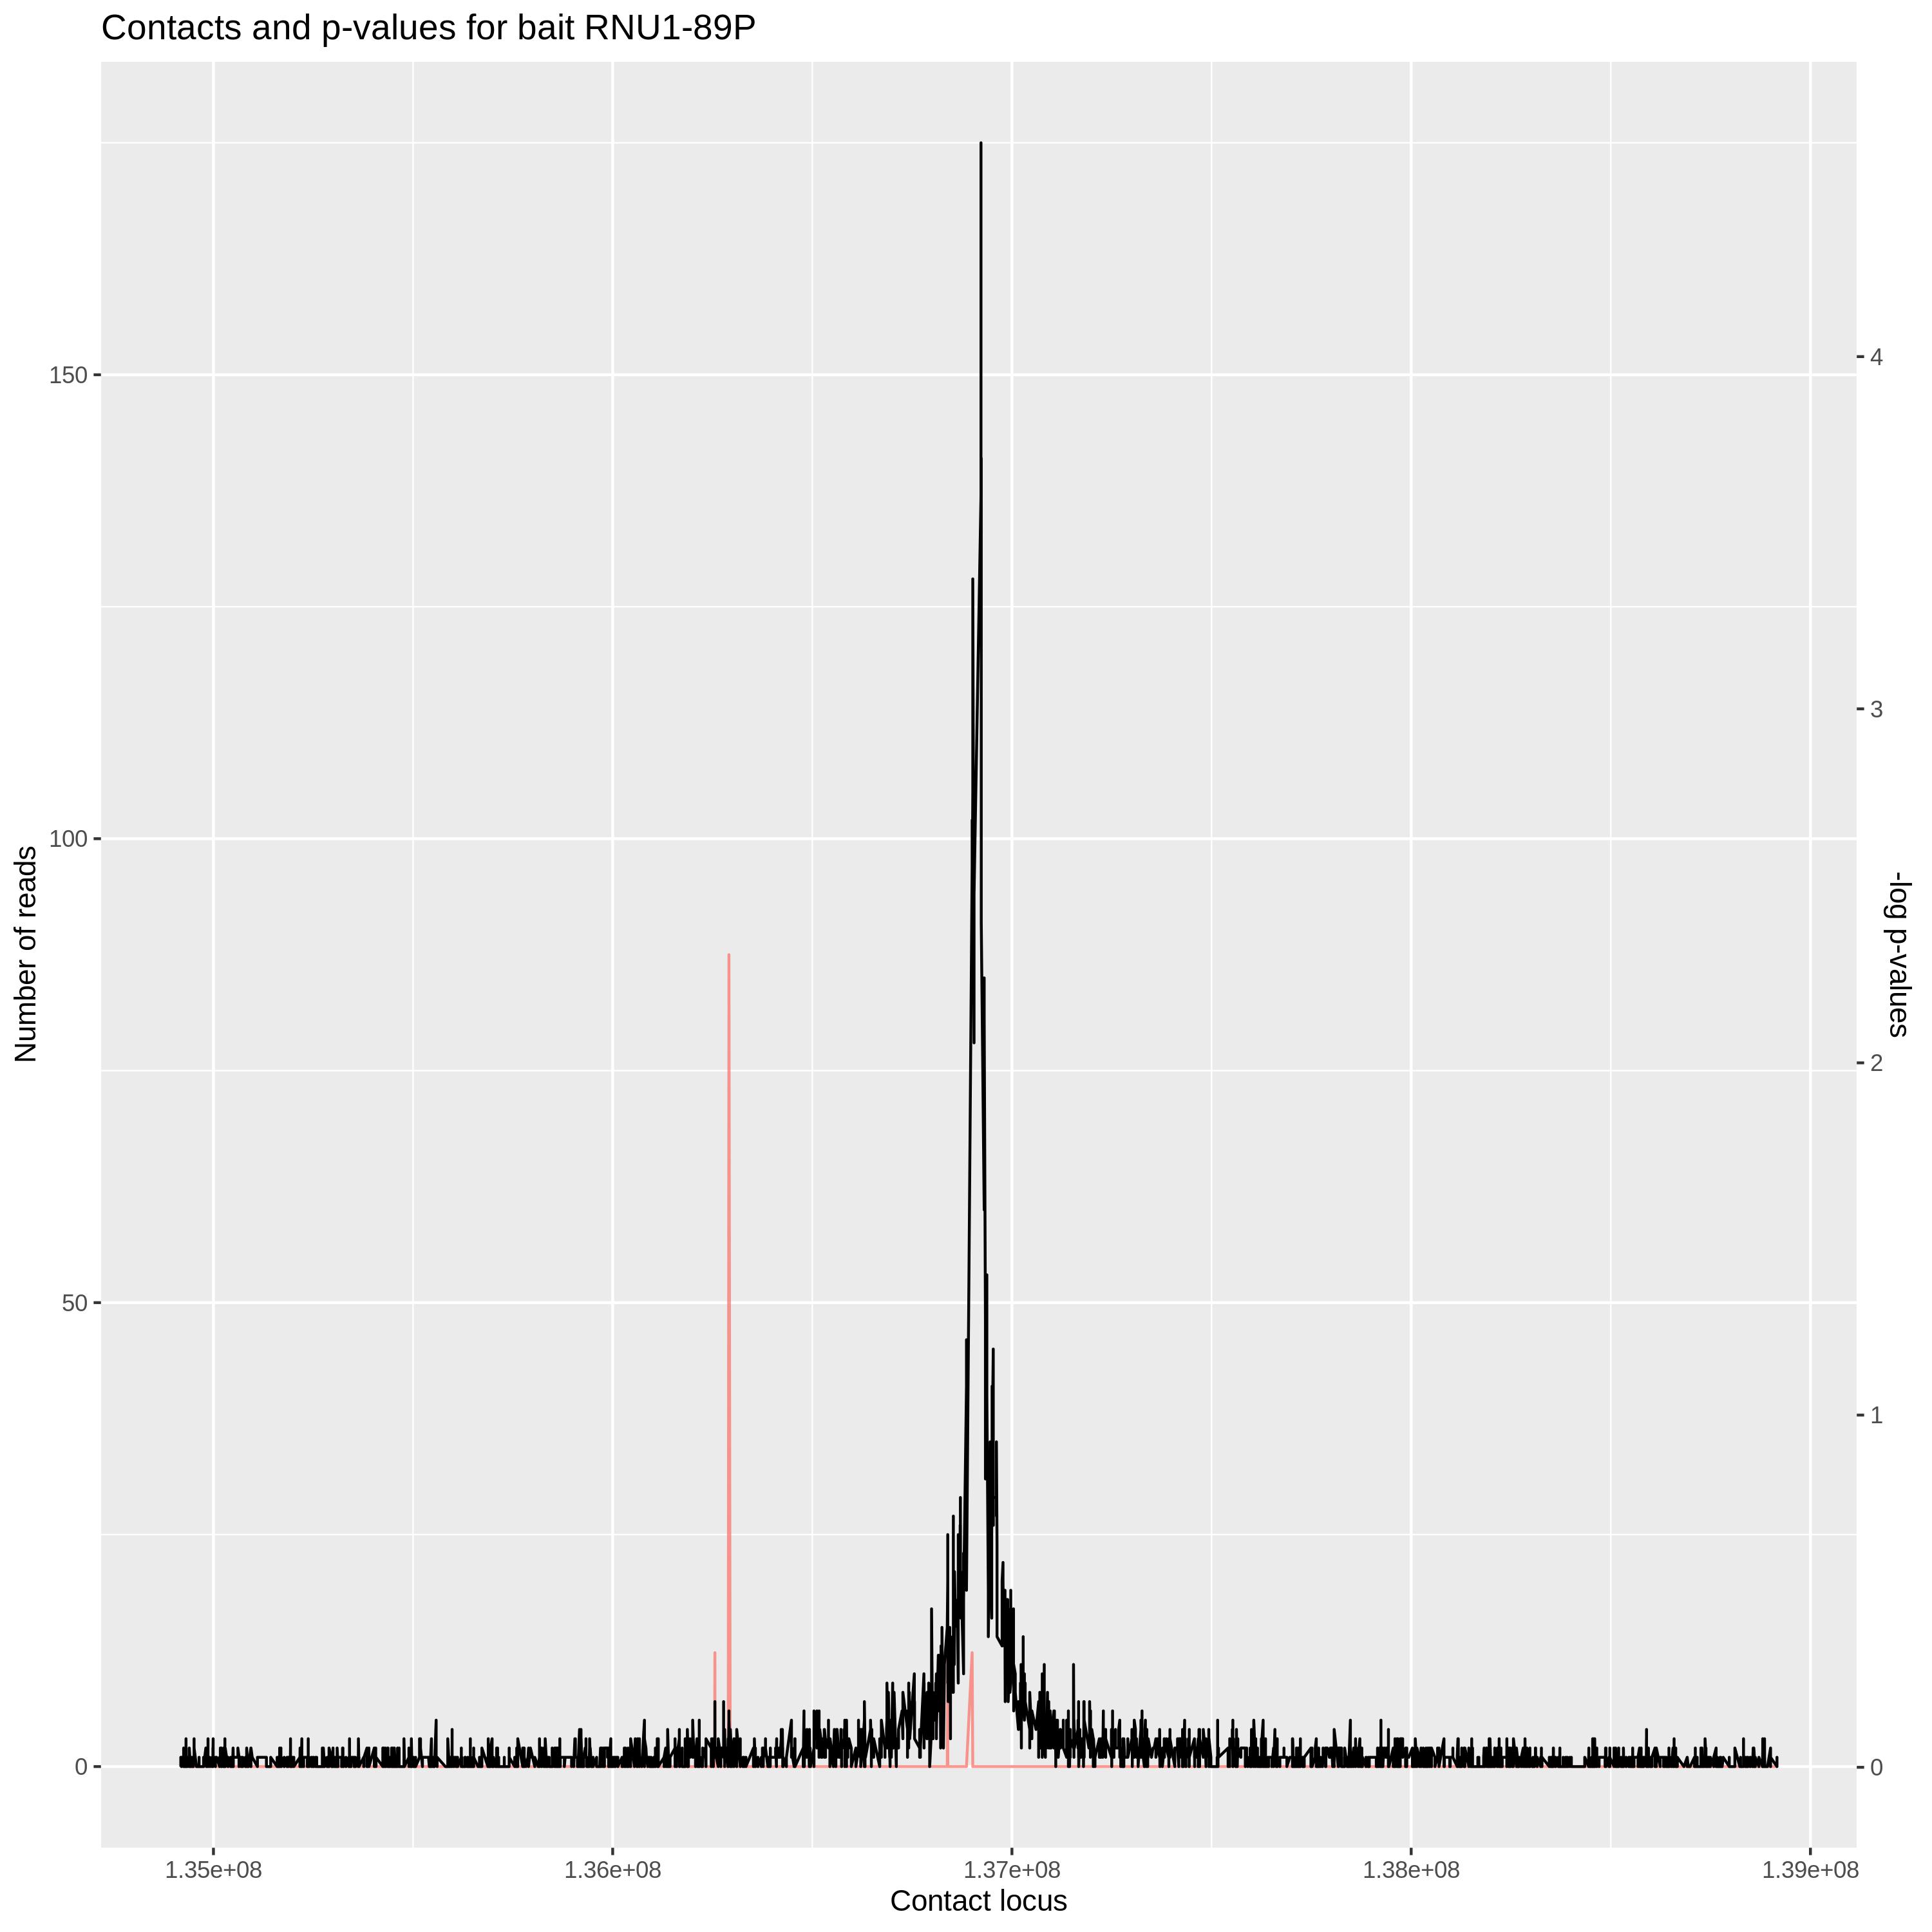 Contacts and p-values for bait RNU1-89P
150
100
50
0
Number of reads
4
3
2
1
0
-log p-values
1.35e+08
1.36e+08
1.37e+08
1.38e+08
1.39e+08
Contact locus